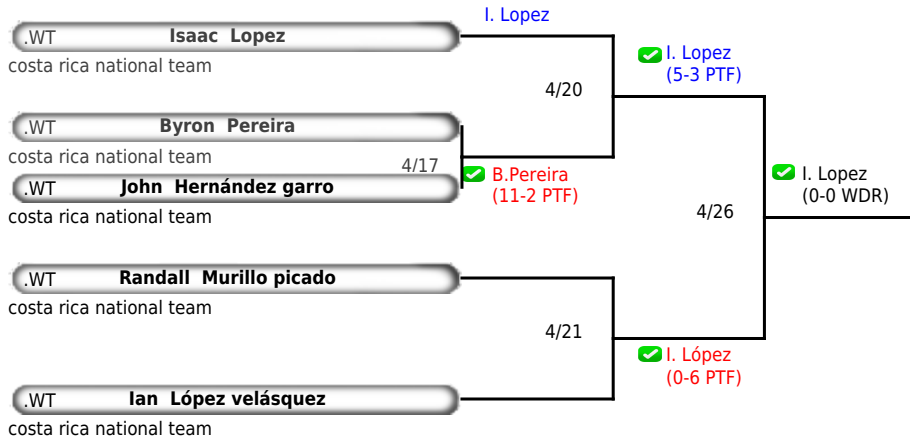 I. Lopez
.WT Isaac Lopez
costa rica national team
I. Lopez
(5-3 PTF)
4/20
.WT Byron Pereira
costa rica national team
4/17
B.Pereira
(11-2 PTF)
.WT John Hernández garro
costa rica national team
I. Lopez
(0-0 WDR)
4/26
.WT Randall Murillo picado
costa rica national team
4/21
I. López
(0-6 PTF)
.WT Ian López velásquez
costa rica national team